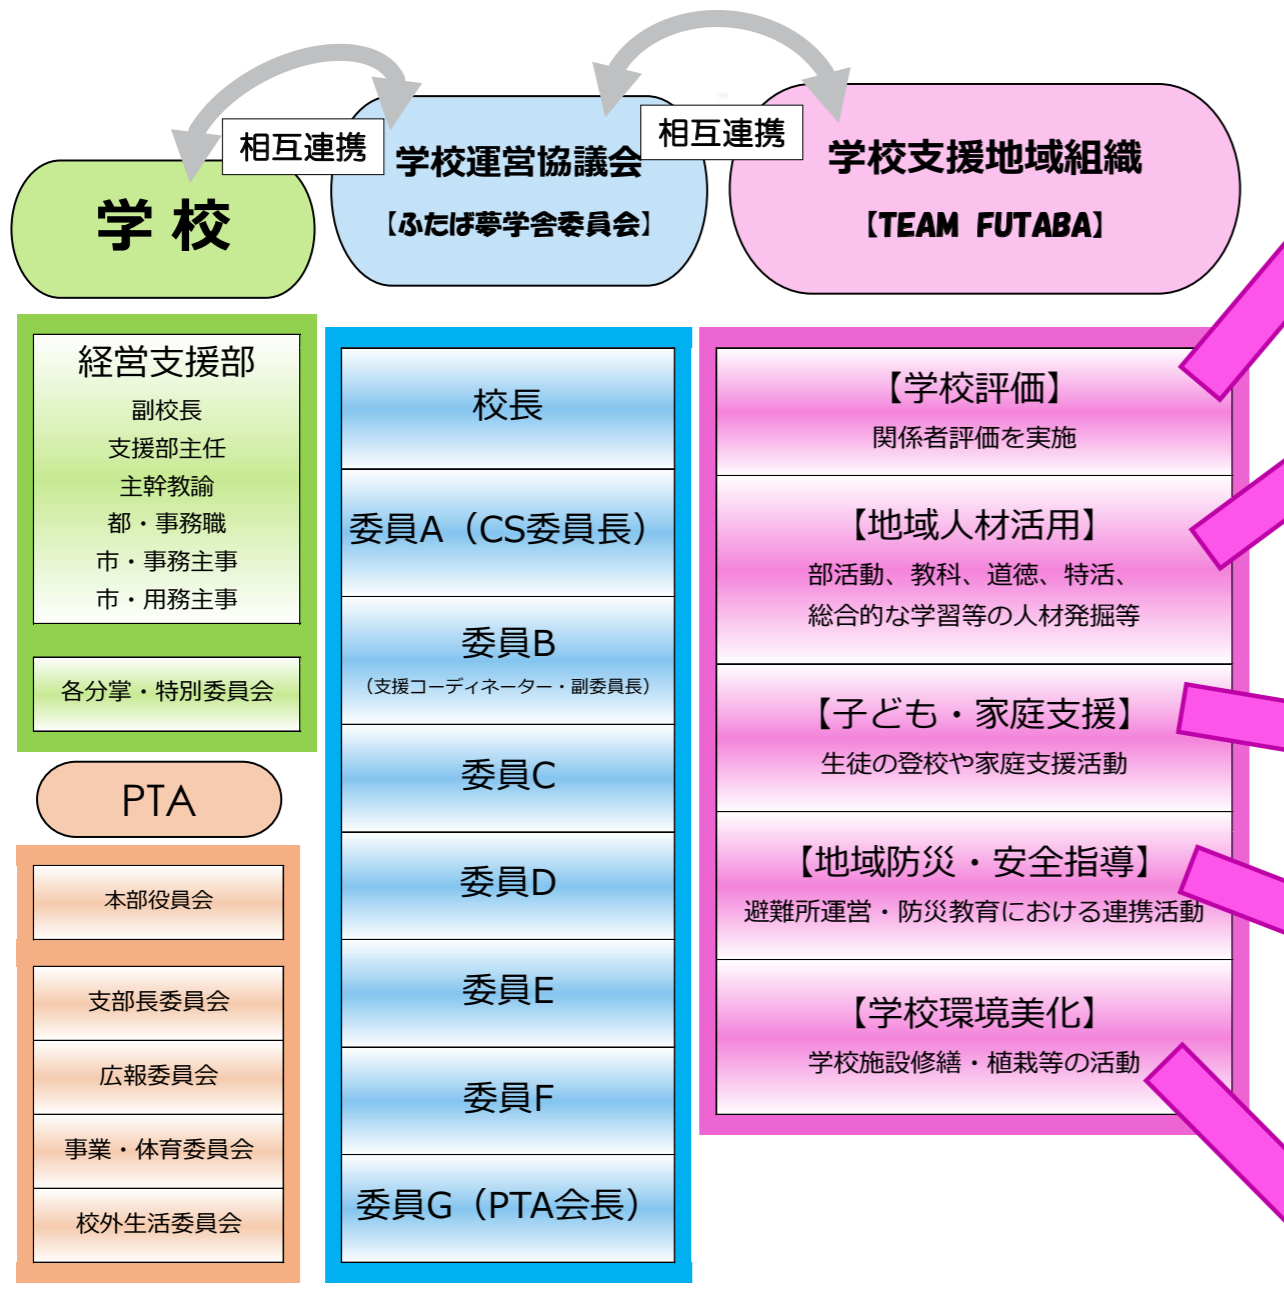 相互連携
相互連携
学校
学校運営協議会
【ふたば夢学舎委員会】
学校支援地域組織
【TEAM FUTABA】
経営支援部
副校長
支援部主任
主幹教諭
都・事務職
市・事務主事
市・用務主事
各分掌・特別委員会
PTA
本部役員会
支部長委員会
広報委員会
事業・体育委員会
校外生活委員会
校長
委員A（CS委員長）
委員B
（支援コーディネーター・副委員長）
委員C
委員D
委員E
委員F
委員G（PTA会長）
【学校評価】
関係者評価を実施
【地域人材活用】
部活動、教科、道徳、特活、
総合的な学習等の人材発掘等
【子ども・家庭支援】
生徒の登校や家庭支援活動
【地域防災・安全指導】
避難所運営・防災教育における連携活動
【学校環境美化】
学校施設修繕・植栽等の活動